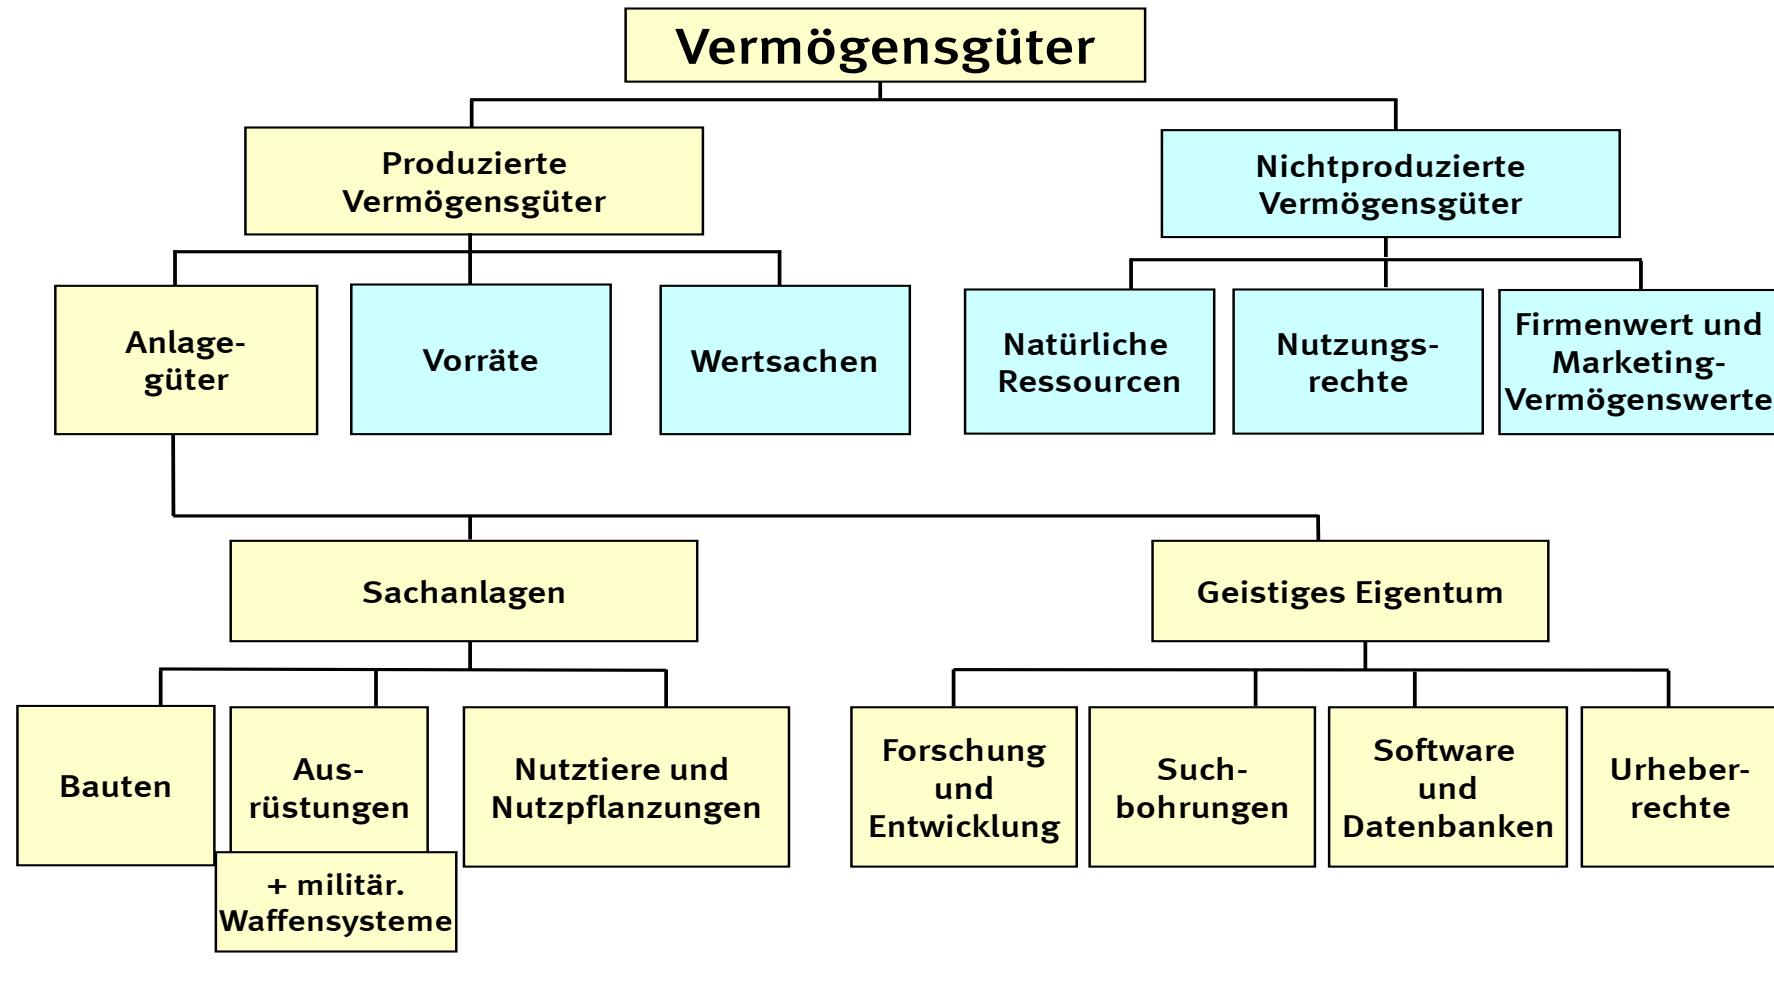 Vermögensgüter
Produzierte
Vermögensgüter
Nichtproduzierte
Vermögensgüter
Anlage-
güter
Vorräte
Wertsachen
Natürliche
Ressourcen
Nutzungs-
rechte
Firmenwert und
Marketing-
Vermögenswerte
Sachanlagen
Geistiges Eigentum
Bauten
Aus-
rüstungen
+ militär.
Waffensysteme
Nutztiere und
Nutzpflanzungen
Forschung
und
Entwicklung
Such-
bohrungen
Software
und
Datenbanken
Urheber-
rechte